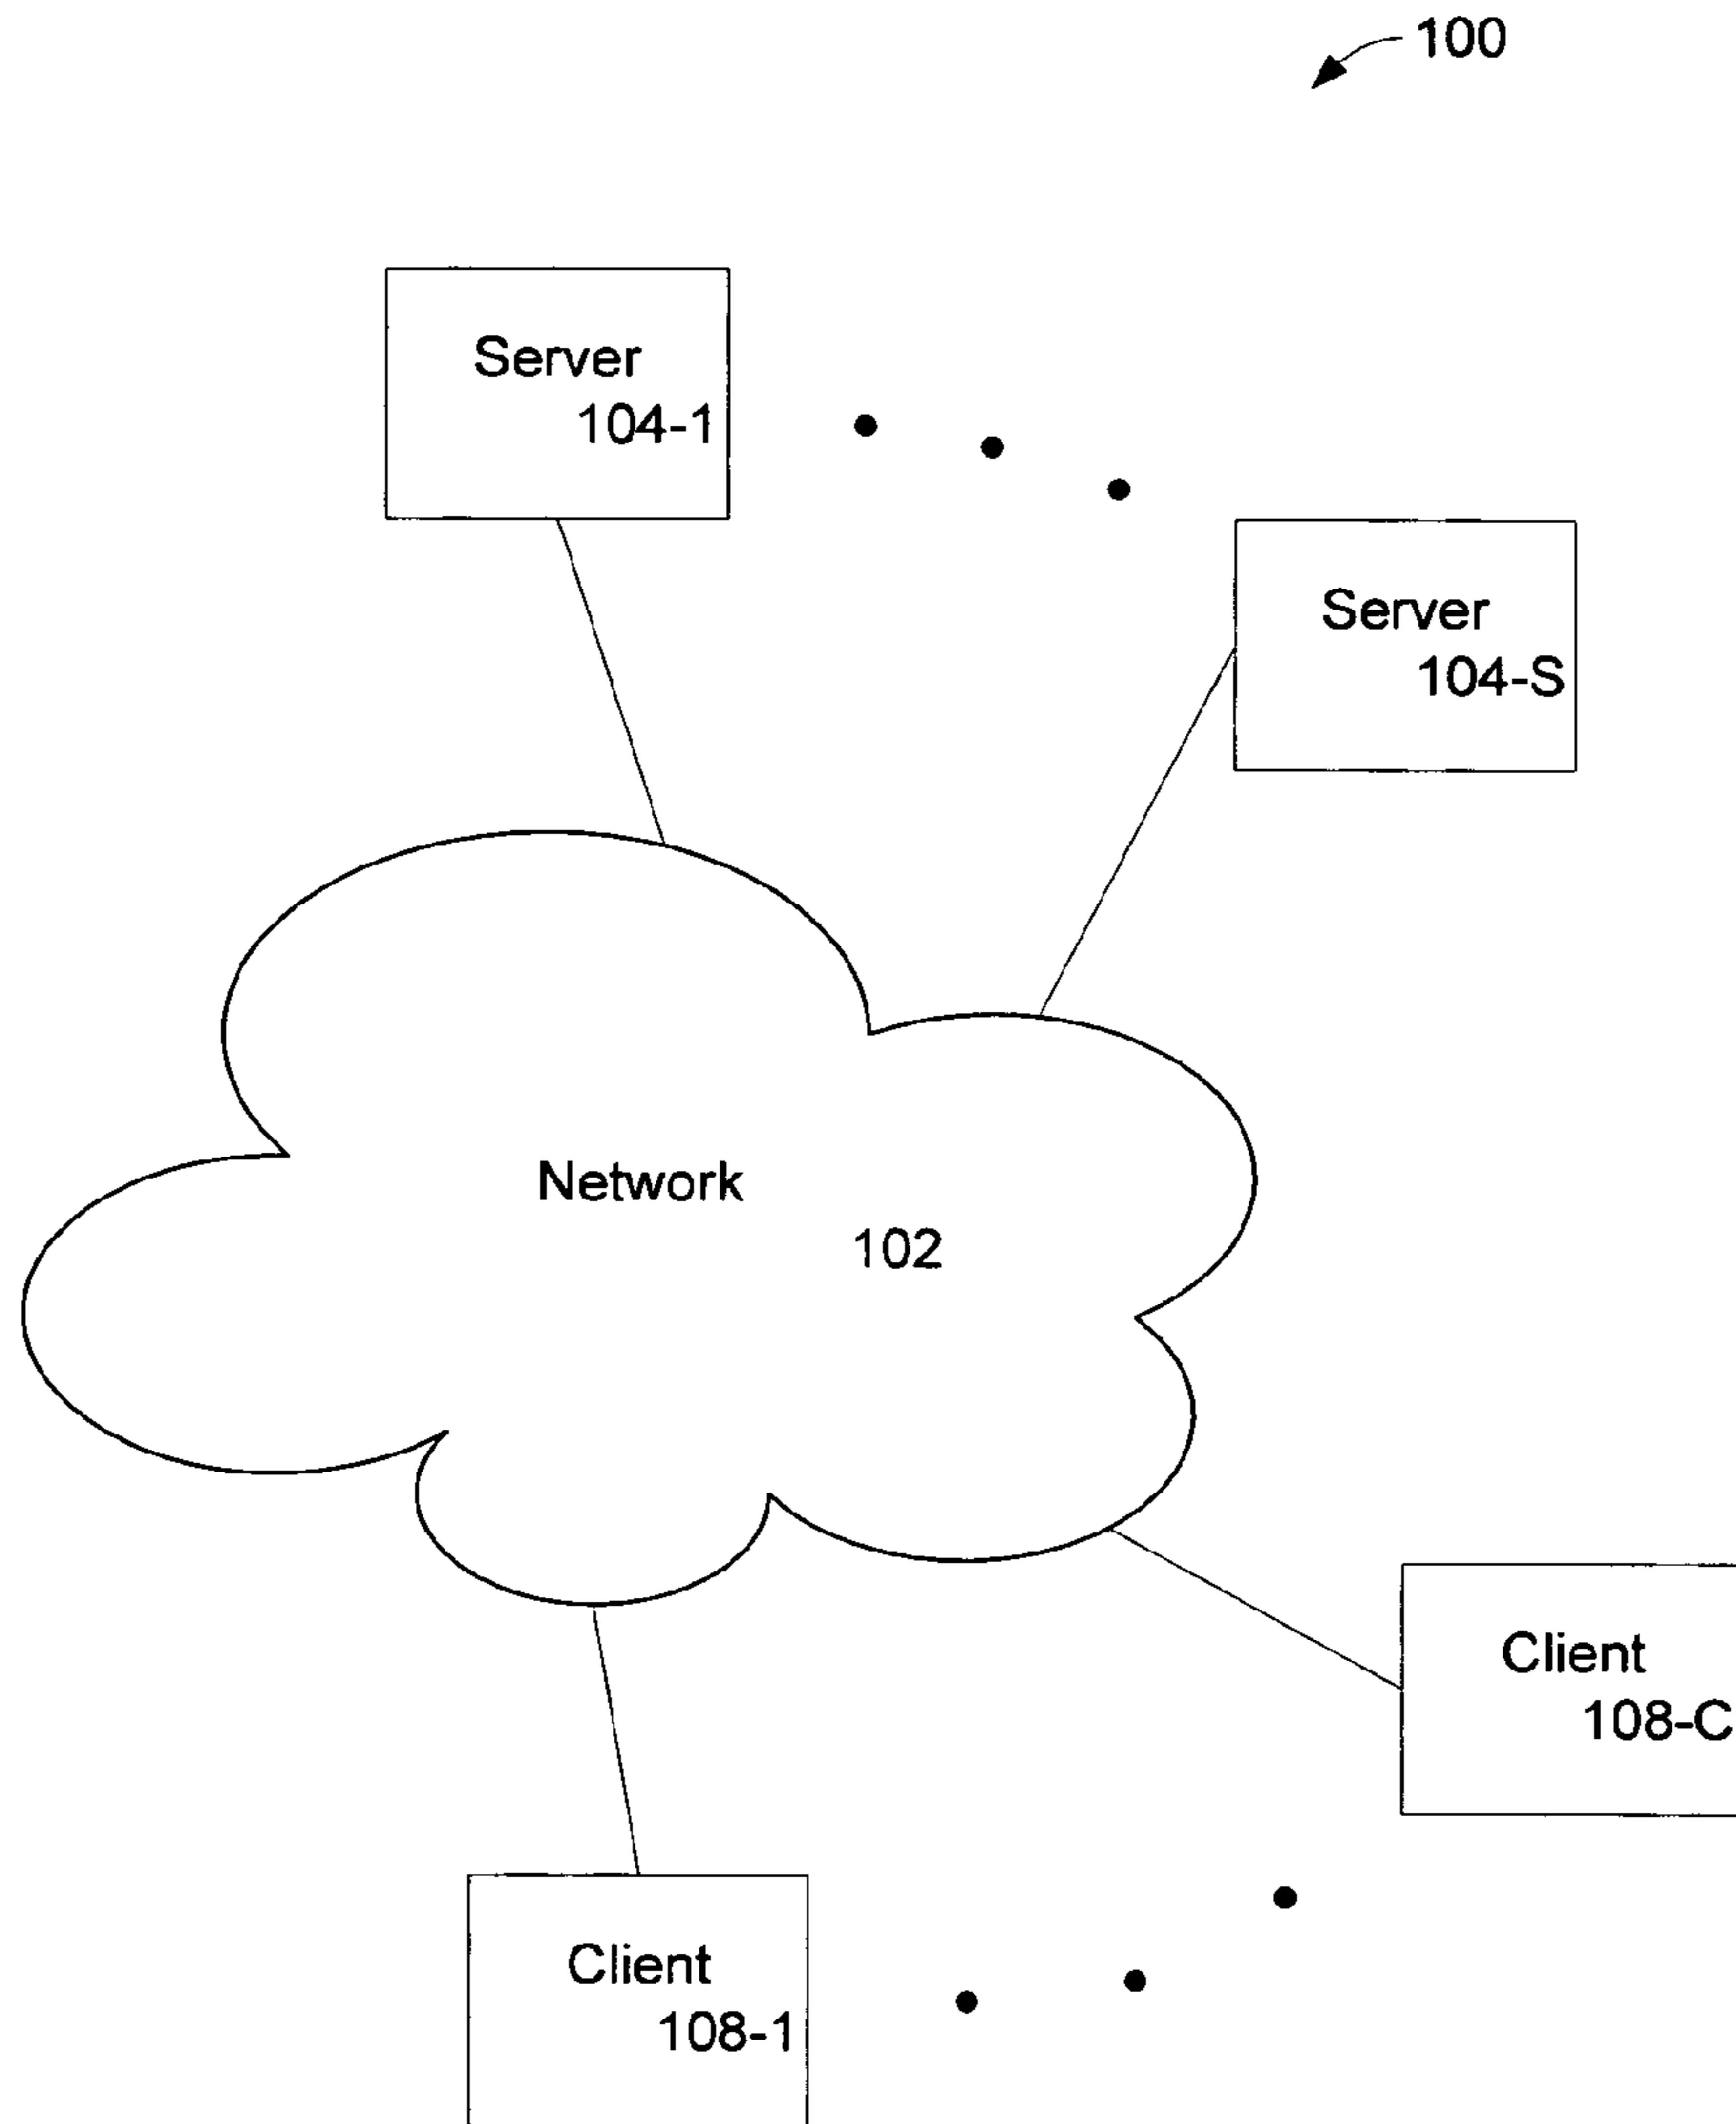 100
Server
104-1
Server
104-S
Network
102
Client
108-C
Client
108-1